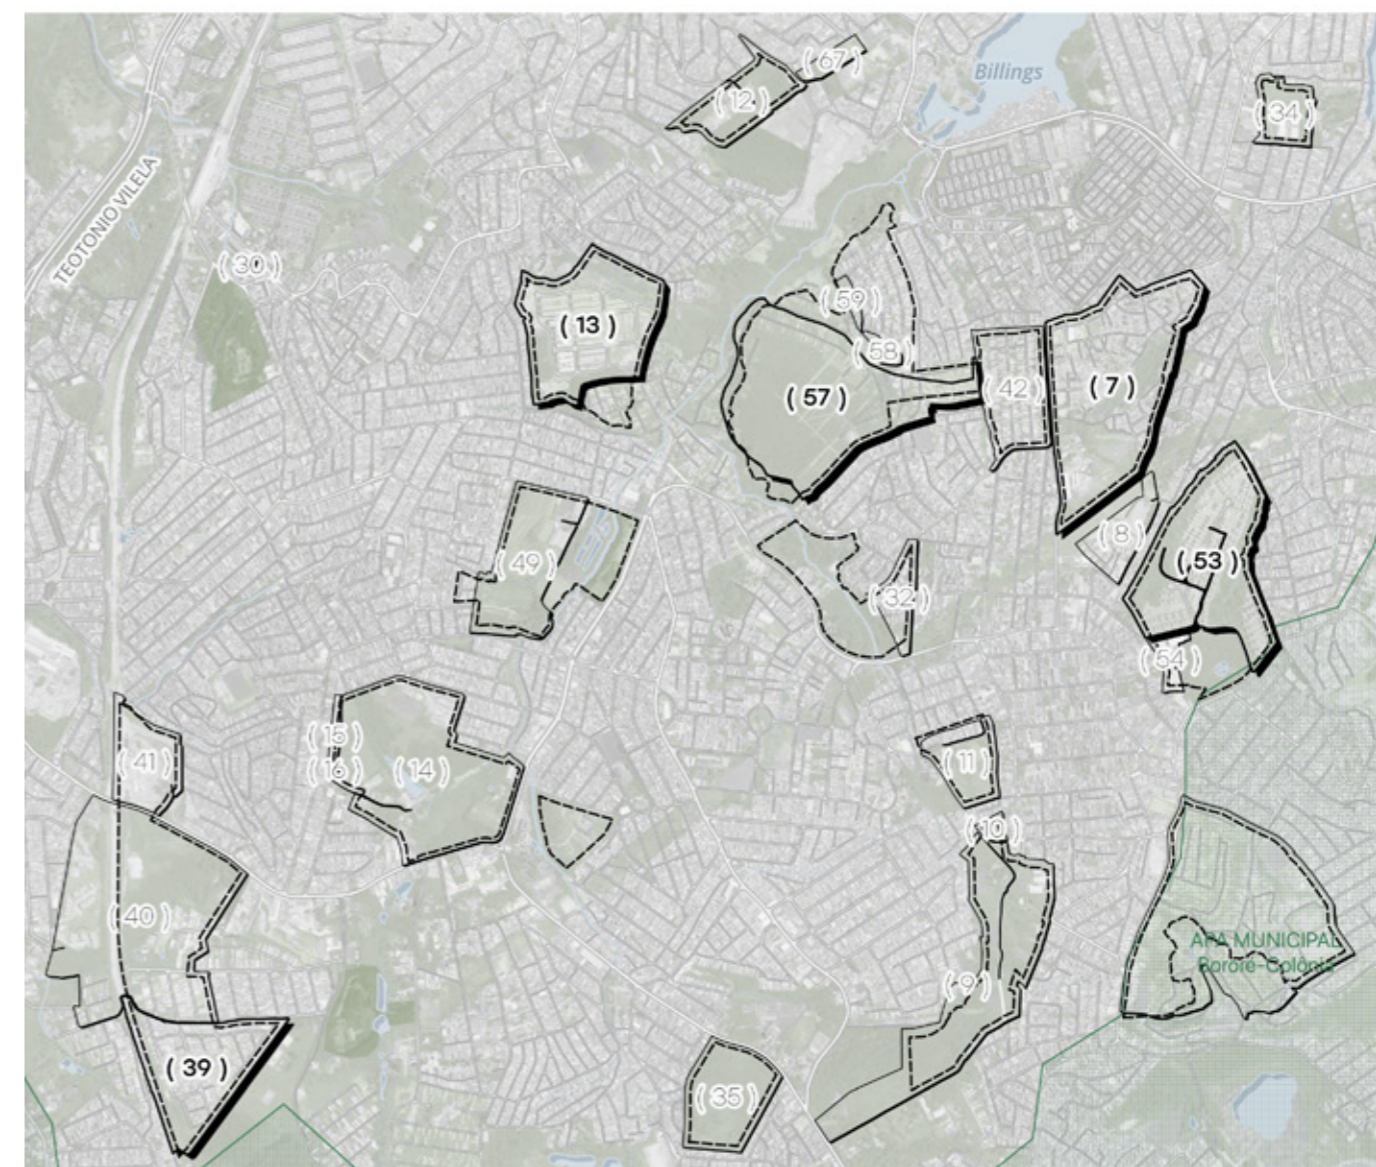 ( 67 )
Billings
( 12 )
( 34 )
TEOTONIO VILELA
( 30 )
( 59 )
( 13 )
( 58 )
( 57 )
( 42 )
( 7 )
( 8 )
( 49 )
( 53 )
( 32 )
( 54 )
( 15 )
( 41 )
( 16 )
( 14 )
( 11 )
( 10 )
( 40 )
APA MUNICIPAL
Bororé-Colônia
( 9 )
( 39 )
( 35 )